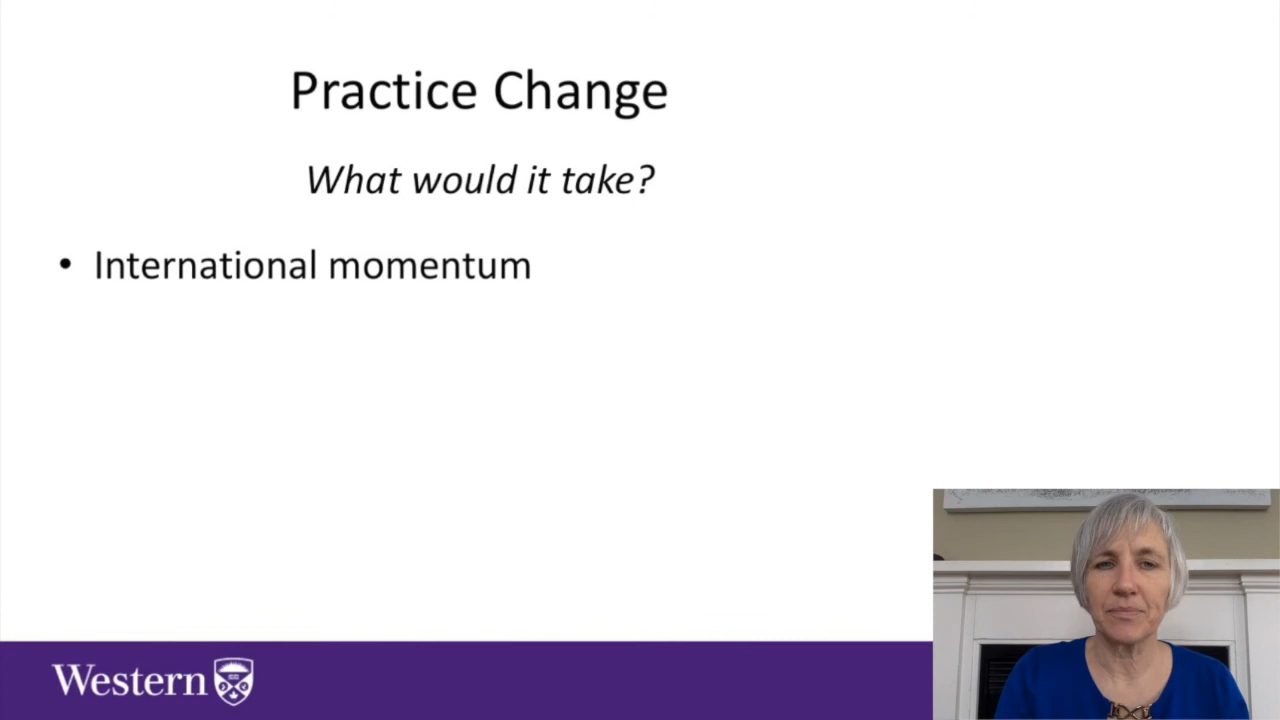 Practice Change
What would it take?
• International momentum
Western